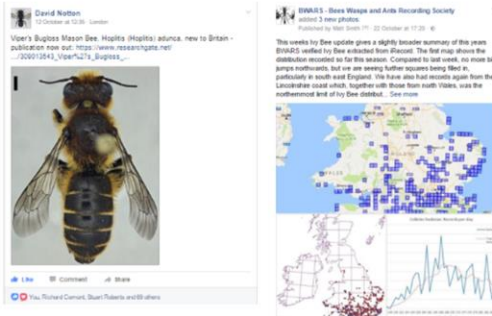 David Notton
12 October at 12:35 · London
Viper's Bugloss Mason Bee, Hoplitis (Hoplitis) adunca, new to Britain -
publication now out: https://www.researchgate.net/
.../309013543_Viper%27s_Bugloss_...
Like Comment Share
You, Richard Comont, Stuart Roberts and 69 others
BWARS - Bees Wasps and Ants Recording Society
added 3 new photos.
Published by Matt Smith · 22 October at 17:20
This weeks Ivy Bee update gives a slightly broader summary of this years
BWARS verified Ivy Bee extracted from iRecord. The first map shows the
distribution recorded so far this season. Compared to last week, no more bi
jumps northwards, but we are seeing further squares being filled in,
particularly in south east England. We have also had records again from the
Lincolnshire coast which, together with those from north Wales, was the
northernmost limit of Ivy Bee distribut... See more
WALES